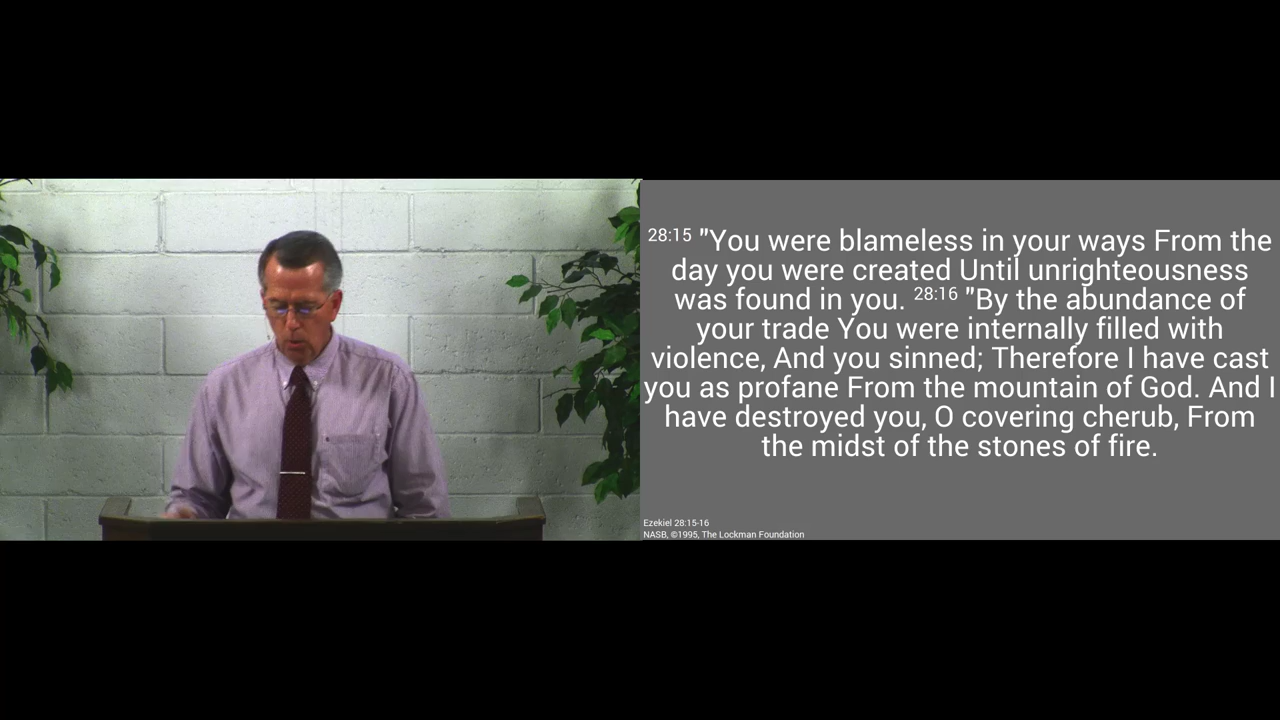 28:15 "You were blameless in your ways From the
day you were created Until unrighteousness
was found in you. 28:16 "By the abundance of
your trade You were internally filled with
violence, And you sinned; Therefore I have cast
you as profane From the mountain of God. And I
have destroyed you, O covering cherub, From
the midst of the stones of fire.
Ezekiel 28:15-16
NASB, ©1995, The Lockman Foundation